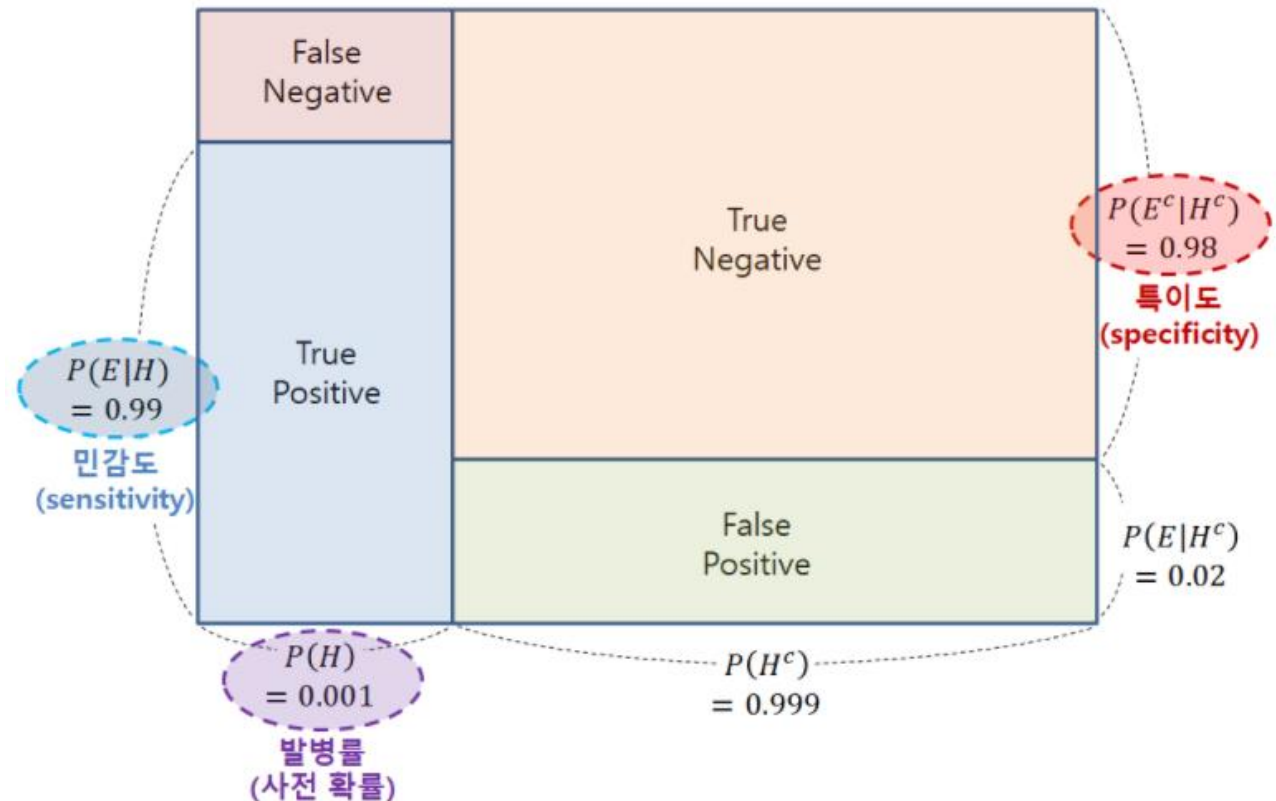 False
Negative
True
Negative
P(E^c|H^c)
= 0.98
특이도
(specificity)
True
Positive
P(E|H)
= 0.99
민감도
(sensitivity)
False
Positive
P(E|H^c)
= 0.02
P(H)
= 0.001
발병률
(사전 확률)
P(H^c)
= 0.999